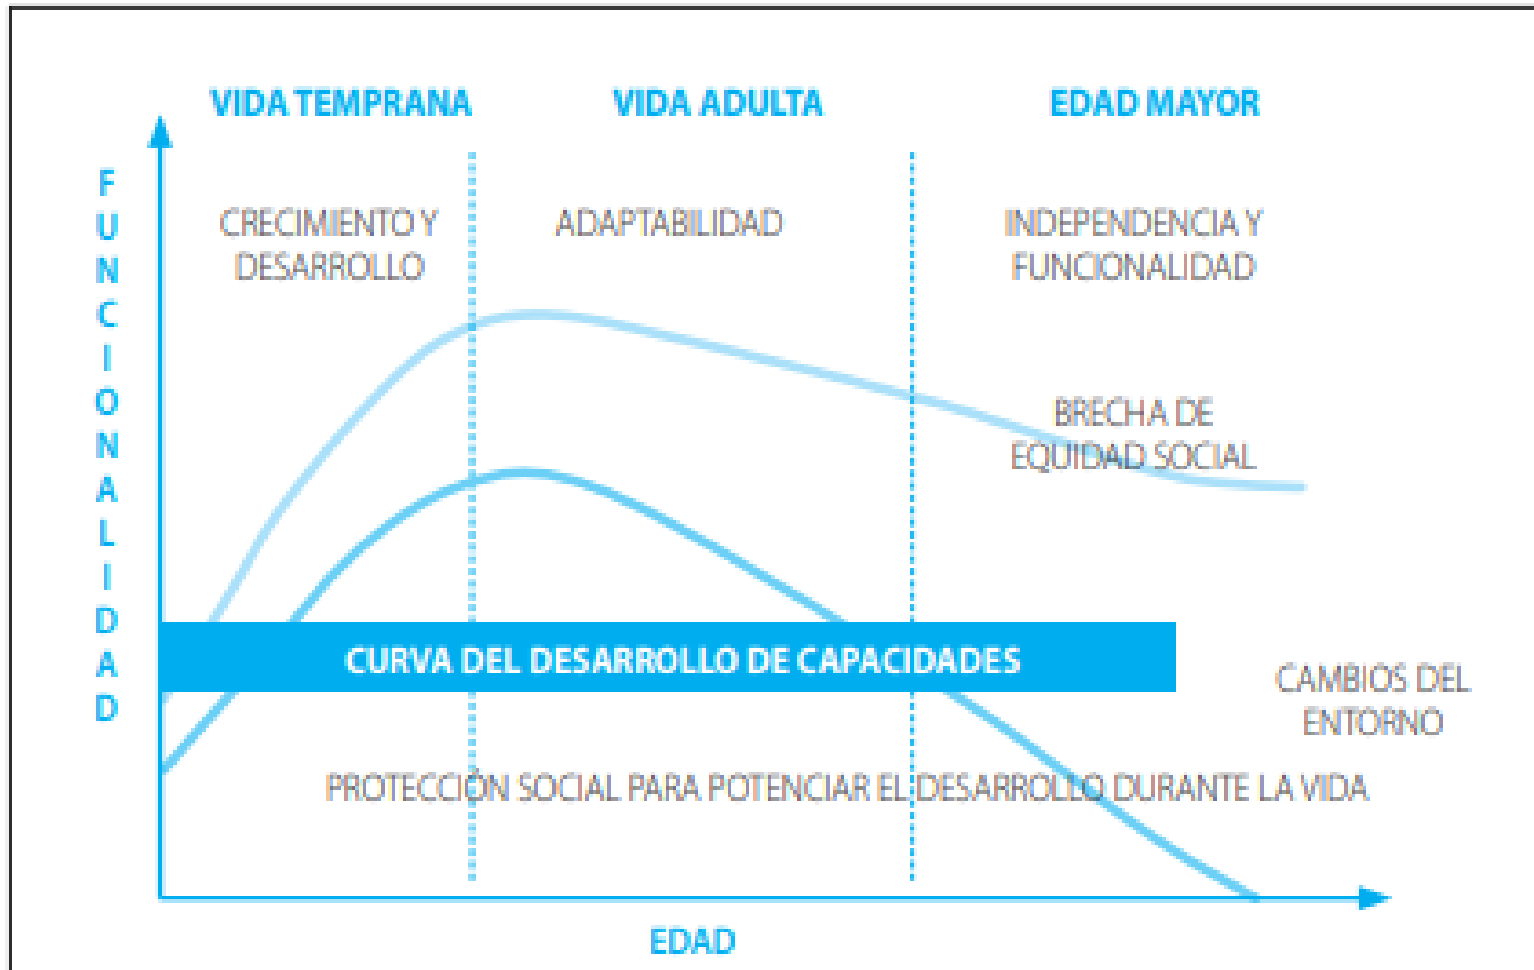 VIDA TEMPRANA
VIDA ADULTA
EDAD MAYOR
FUNCIONALIDAD
CRECIMIENTO Y
DESARROLLO
ADAPTABILIDAD
INDEPENDENCIA Y
FUNCIONALIDAD
BRECHA DE
EQUIDAD SOCIAL
CURVA DEL DESARROLLO DE CAPACIDADES
CAMBIOS DEL
ENTORNO
PROTECCIÓN SOCIAL PARA POTENCIAR EL DESARROLLO DURANTE LA VIDA
EDAD